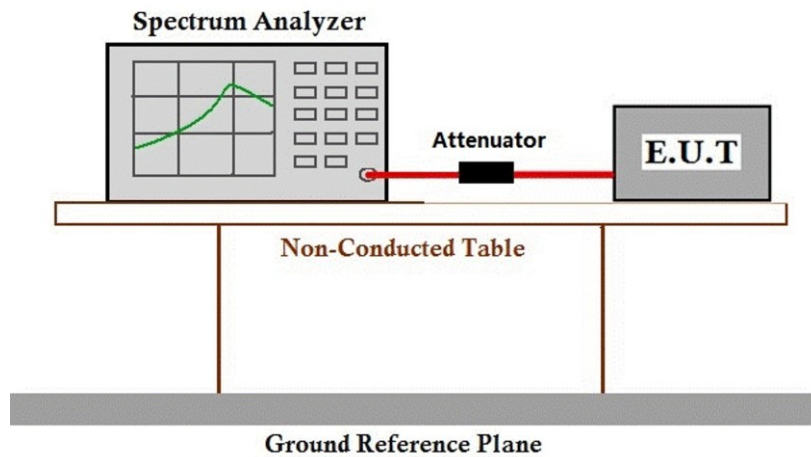 Spectrum Analyzer
Attenuator
E.U.T
Non-Conducted Table
Ground Reference Plane